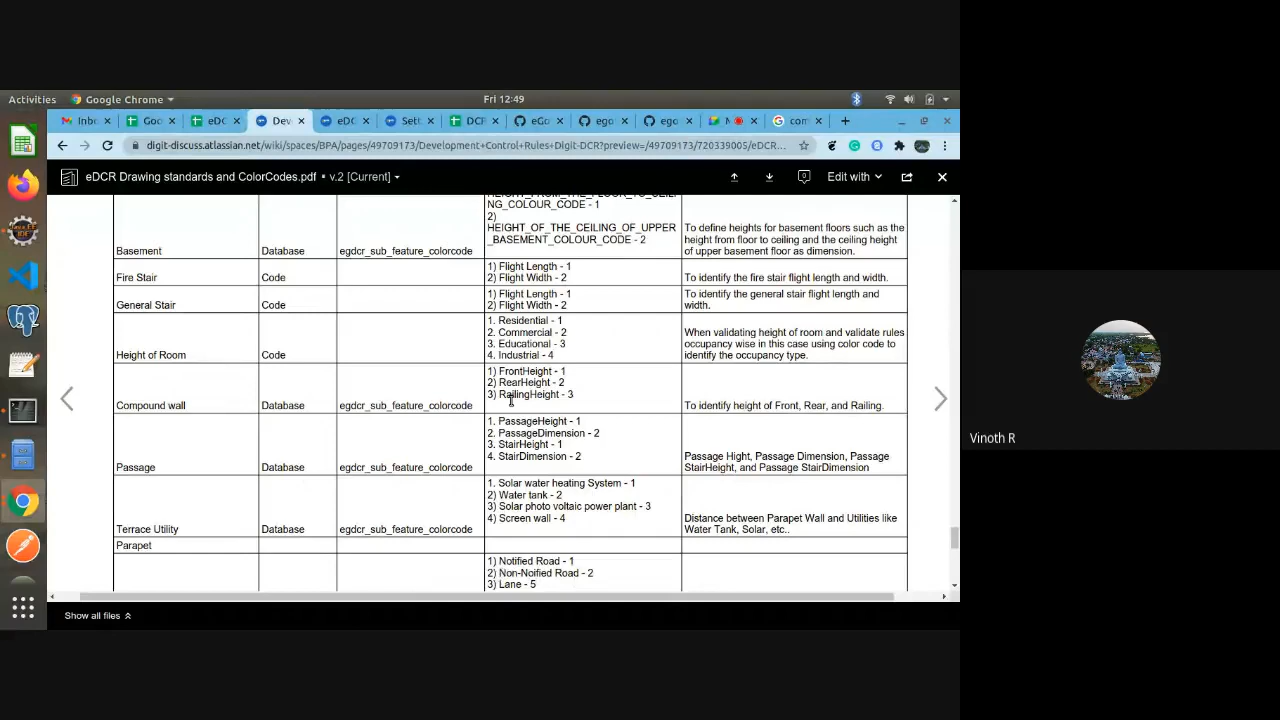 Activities Google Chrome Fri 12:49
Inbo Goo eDC Dev eDC Sett DCR eGo ego ego M com
digit-discuss.atlassian.net/wiki/spaces/BPA/pages/49709173/Development+Control+Rules+Digit-DCR?preview=/49709173/720339005/eDCR...
eDCR Drawing standards and ColorCodes.pdf • v.2 [Current] Edit with
NG_COLOUR_CODE - 1
2)
HEIGHT_OF_THE_CEILING_OF_UPPER
_BASEMENT_COLOUR_CODE - 2
To define heights for basement floors such as the
height from floor to ceiling and the ceiling height
of upper basement floor as dimension.
Basement Database egdcr_sub_feature_colorcode
Fire Stair Code
1) Flight Length - 1
2) Flight Width - 2
To identify the fire stair flight length and width.
General Stair Code
1) Flight Length - 1
2) Flight Width - 2
To identify the general stair flight length and
width.
Height of Room Code
1. Residential - 1
2. Commercial - 2
3. Educational - 3
4. Industrial - 4
When validating height of room and validate rules
occupancy wise in this case using color code to
identify the occupancy type.
Compound wall Database egdcr_sub_feature_colorcode
1) FrontHeight - 1
2) RearHeight - 2
3) RailingHeight - 3
To identify height of Front, Rear, and Railing.
Passage Database egdcr_sub_feature_colorcode
1. PassageHeight - 1
2. PassageDimension - 2
3. StairHeight - 1
4. StairDimension - 2
Passage Hight, Passage Dimension, Passage
StairHeight, and Passage StairDimension
Terrace Utility Database egdcr_sub_feature_colorcode
1. Solar water heating System - 1
2) Water tank - 2
3) Solar photo voltaic power plant - 3
4) Screen wall - 4
Distance between Parapet Wall and Utilities like
Water Tank, Solar, etc..
Parapet
1) Notified Road - 1
2) Non-Noified Road - 2
3) Lane - 5
Show all files
Vinoth R